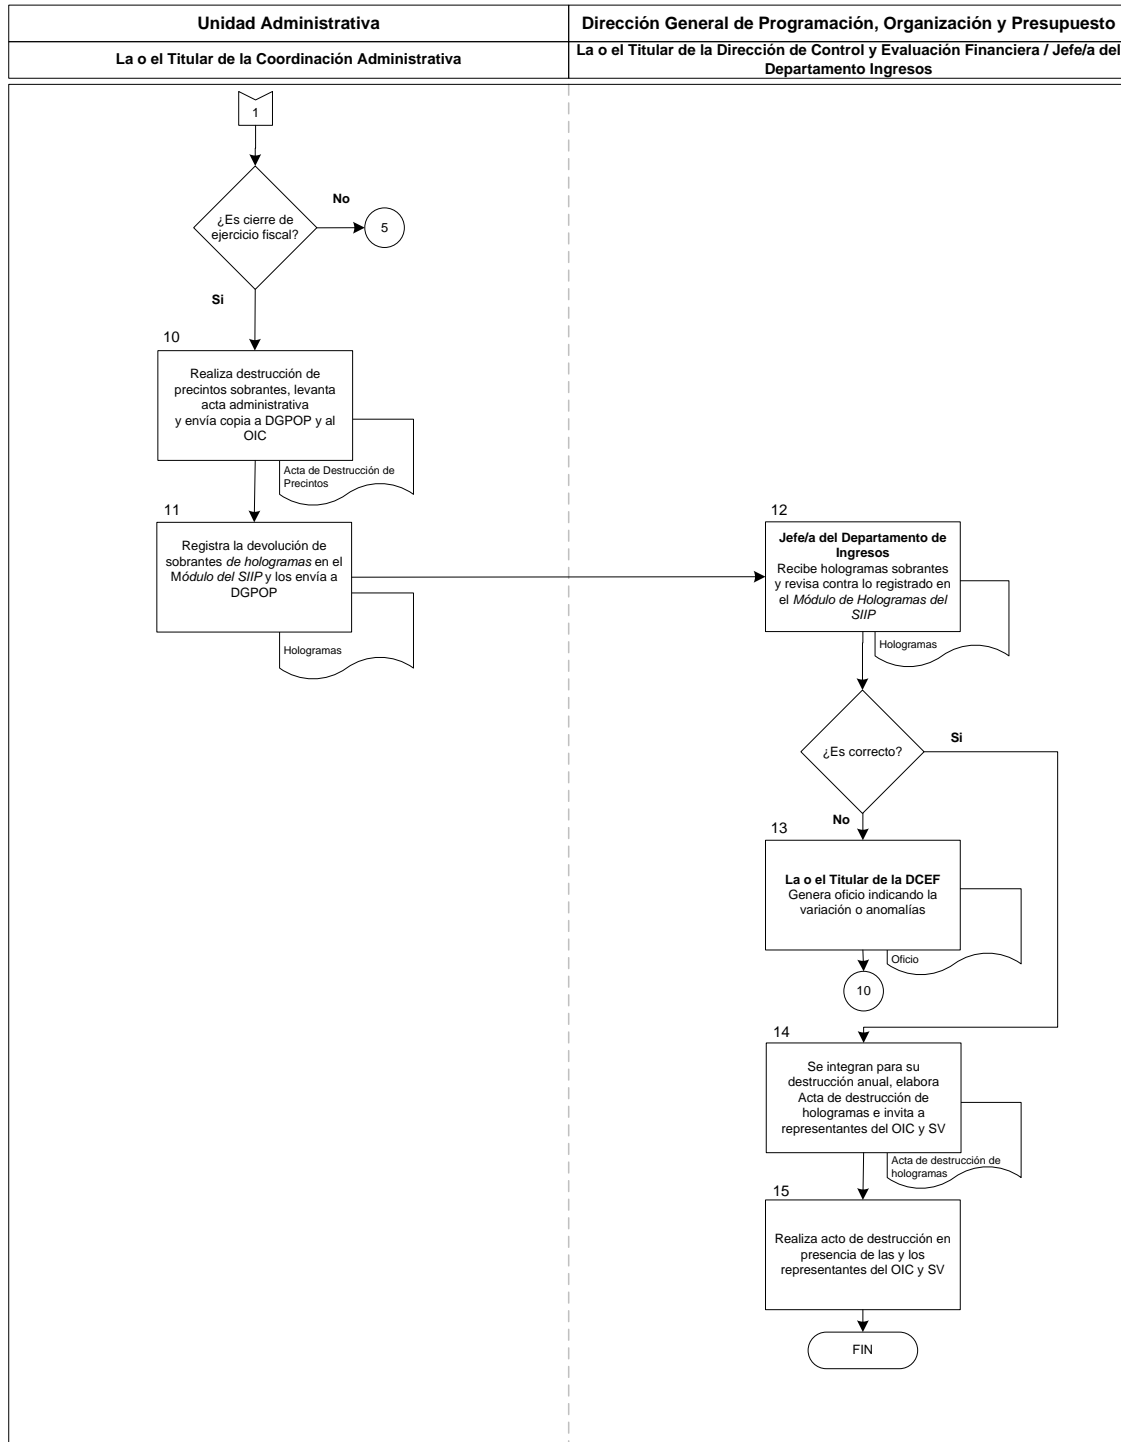 Unidad Administrativa
Dirección General de Programación, Organización y Presupuesto
La o el Titular de la Coordinación Administrativa
La o el Titular de la Dirección de Control y Evaluación Financiera / Jefe/a del
Departamento Ingresos
1
¿Es cierre de
ejercicio fiscal?
No
5
Si
10
Realiza destrucción de
precintos sobrantes, levanta
acta administrativa
y envía copia a DGPOP y al
OIC
Acta de Destrucción de
Precintos
11
Registra la devolución de
sobrantes de hologramas en el
Módulo del SIIP y los envía a
DGPOP
Hologramas
12
Jefe/a del Departamento de
Ingresos
Recibe hologramas sobrantes
y revisa contra lo registrado en
el Módulo de Hologramas del
SIIP
Hologramas
¿Es correcto?
Si
No
13
La o el Titular de la DCEF
Genera oficio indicando la
variación o anomalías
Oficio
10
14
Se integran para su
destrucción anual, elabora
Acta de destrucción de
hologramas e invita a
representantes del OIC y SV
Acta de destrucción de
hologramas
15
Realiza acto de destrucción en
presencia de las y los
representantes del OIC y SV
FIN